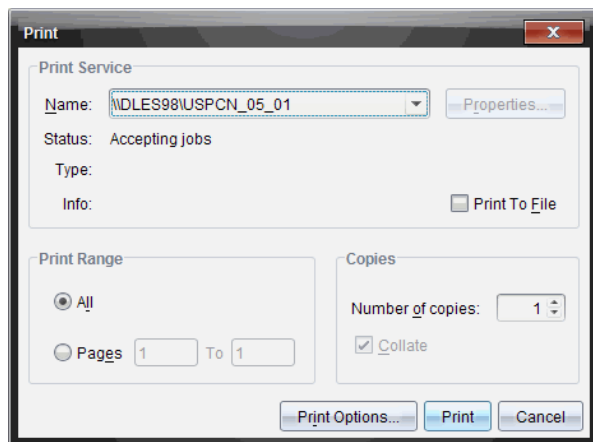 Print
Print Service
Name: \\DLES98\USPCN_05_01 Properties...
Status: Accepting jobs
Type:
Info: Print To File
Print Range
All
Pages 1 To 1
Copies
Number of copies: 1
Collate
Print Options... Print Cancel